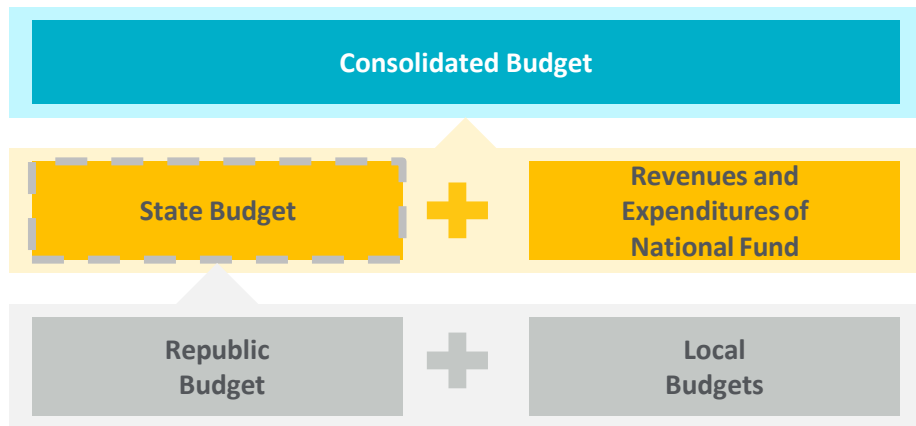 Consolidated Budget
State Budget
Revenues and
Expenditures of
National Fund
Republic
Budget
Local
Budgets